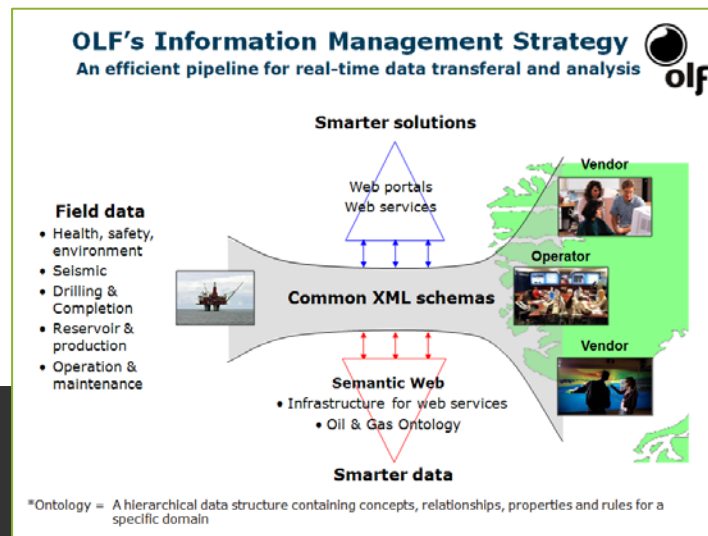 OLF's Information Management Strategy
An efficient pipeline for real-time data transferal and analysis
olf
Smarter solutions
Web portals
Web services
Field data
• Health, safety,
environment
• Seismic
• Drilling &
Completion
• Reservoir &
production
• Operation &
maintenance
Common XML schemas
Vendor
Operator
Vendor
Semantic Web
• Infrastructure for web services
• Oil & Gas Ontology
Smarter data
*Ontology = A hierarchical data structure containing concepts, relationships, properties and rules for a
specific domain